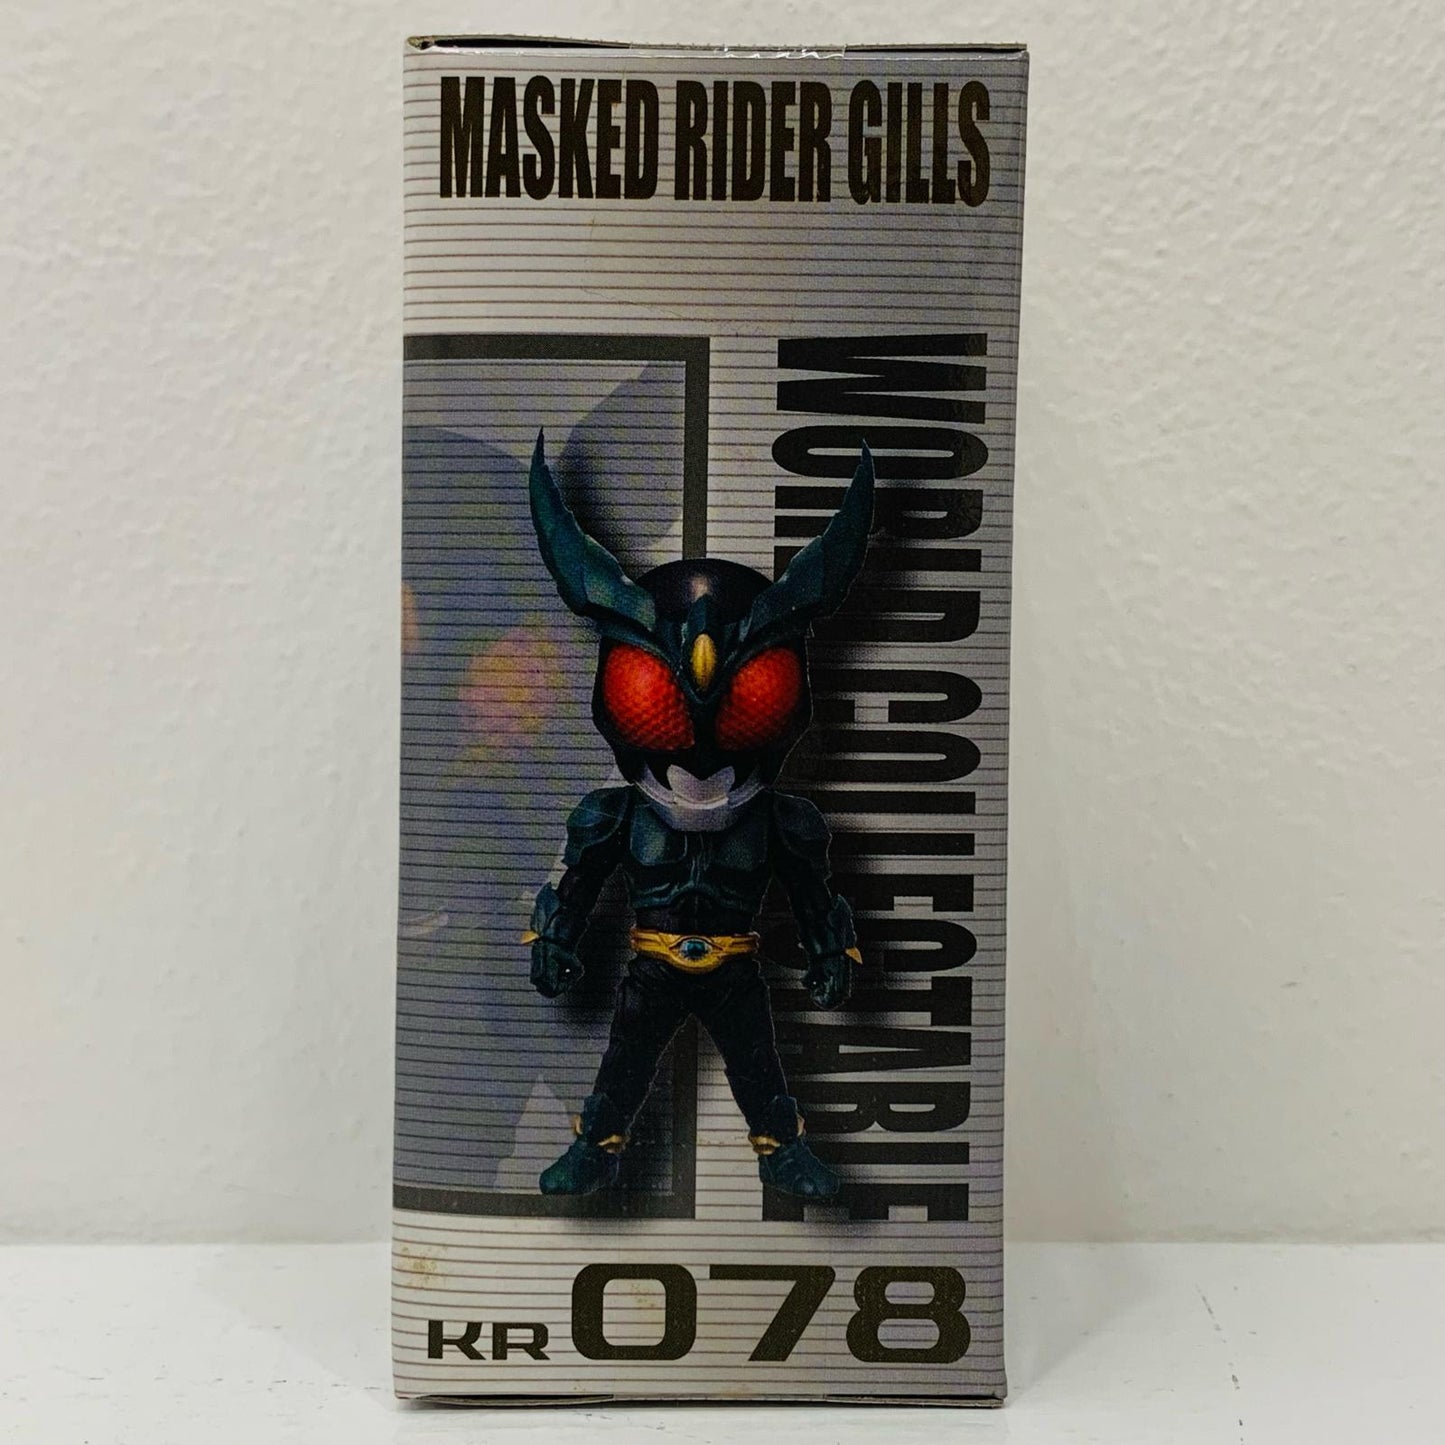 MASKED RIDER GILLS
WORLD COLLECTABLE
KR 078